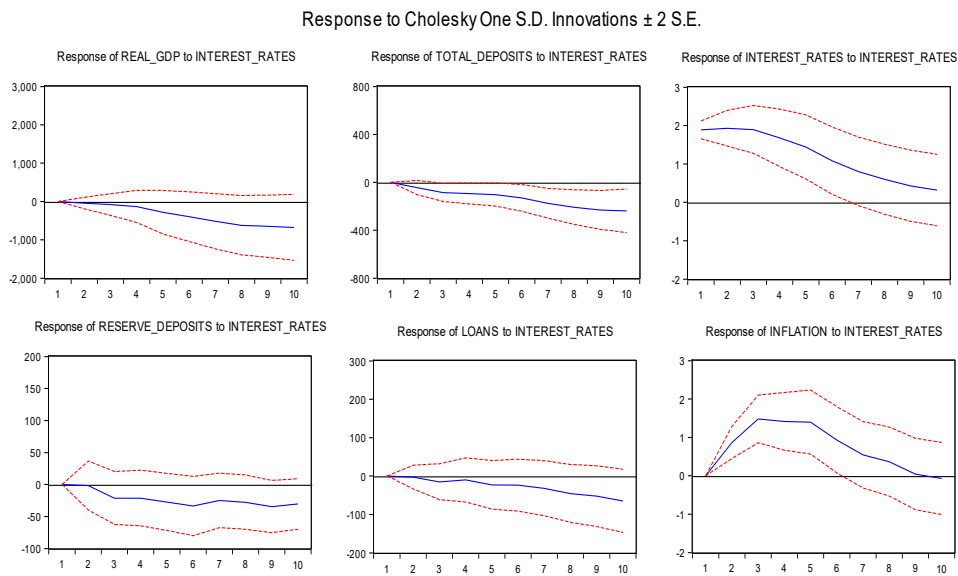 Response to Cholesky One S.D. Innovations ± 2 S.E.
Response of REAL_GDP to INTEREST_RATES
3,000
2,000
1,000
0
-1,000
-2,000
1 2 3 4 5 6 7 8 9 10
Response of TOTAL_DEPOSITS to INTEREST_RATES
800
400
0
-400
-800
1 2 3 4 5 6 7 8 9 10
Response of INTEREST_RATES to INTEREST_RATES
3
2
1
0
-1
-2
1 2 3 4 5 6 7 8 9 10
Response of RESERVE_DEPOSITS to INTEREST_RATES
200
150
100
50
0
-50
-100
1 2 3 4 5 6 7 8 9 10
Response of LOANS to INTEREST_RATES
300
200
100
0
-100
-200
1 2 3 4 5 6 7 8 9 10
Response of INFLATION to INTEREST_RATES
3
2
1
0
-1
-2
1 2 3 4 5 6 7 8 9 10